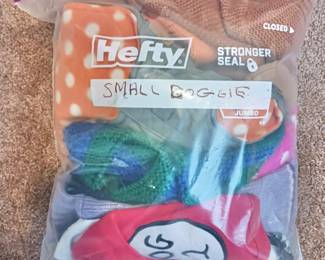 CLOSED
Hefty
STRONGER
SEAL
SMALL DOGGIE
JUMBO